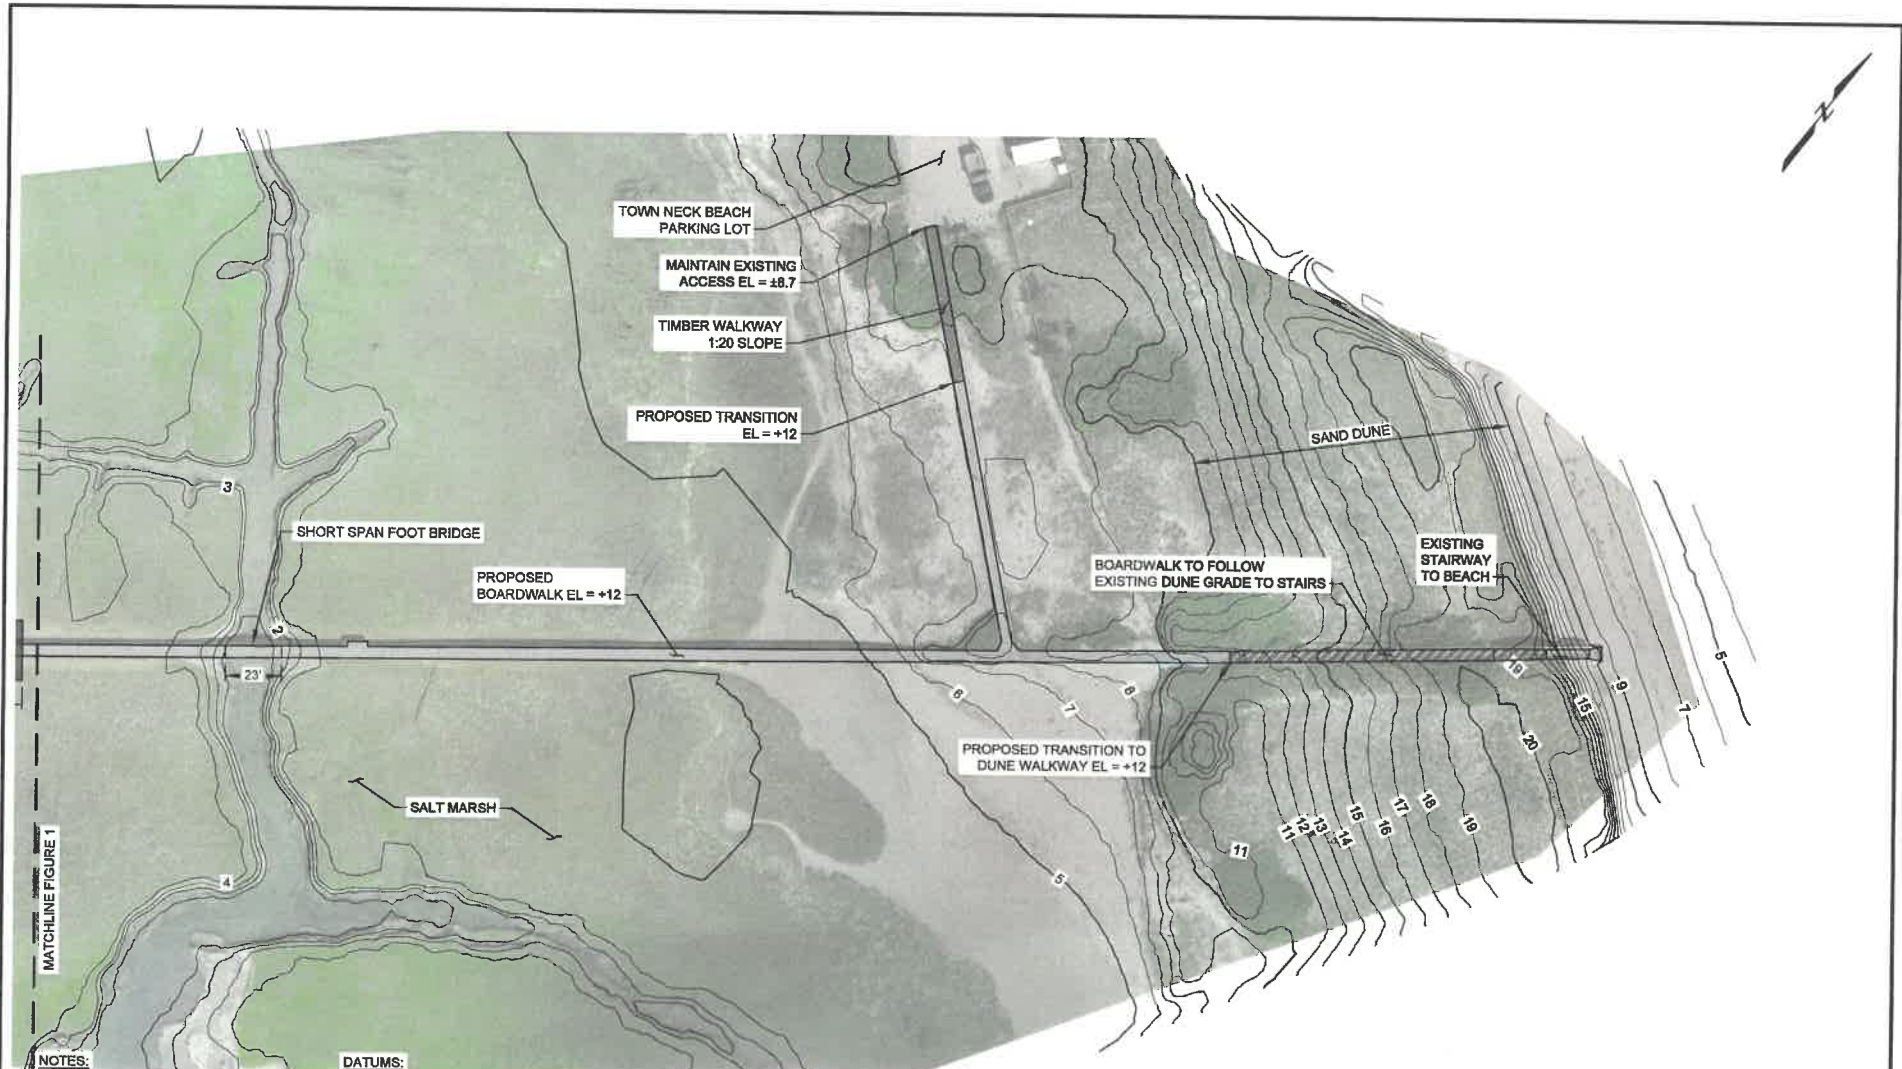 N
TOWN NECK BEACH
PARKING LOT
MAINTAIN EXISTING
ACCESS EL = ±8.7
TIMBER WALKWAY
1:20 SLOPE
PROPOSED TRANSITION
EL = +12
SAND DUNE
3
SHORT SPAN FOOT BRIDGE
PROPOSED
BOARDWALK EL = +12
BOARDWALK TO FOLLOW
EXISTING DUNE GRADE TO STAIRS
EXISTING
STAIRWAY
TO BEACH
2
23'
19
5
6
7
8
15
9
7
20
PROPOSED TRANSITION TO
DUNE WALKWAY EL = +12
SALT MARSH
11
12
13
14
15
16
17
18
19
11
5
4
MATCHLINE FIGURE 1
NOTES:
DATUMS: